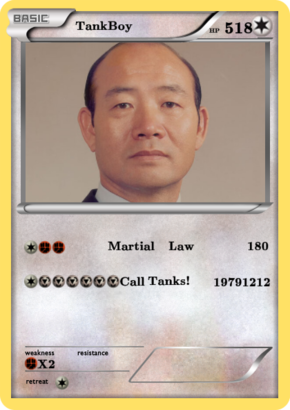 BASIC TankBoy HP 518
Martial Law 180
Call Tanks! 19791212
weakness resistance
X2
retreat